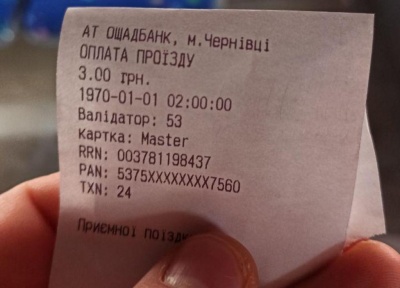 АТ ОЩАДБАНК, м.Чернівці
ОПЛАТА ПРОЇЗДУ
3.00 грн.
1970-01-01 02:00:00
Валідатор: 53
Картка: Master
RRN: 003781198437
PAN: 5375XXXXXXXX7560
TXN: 24
Приємної